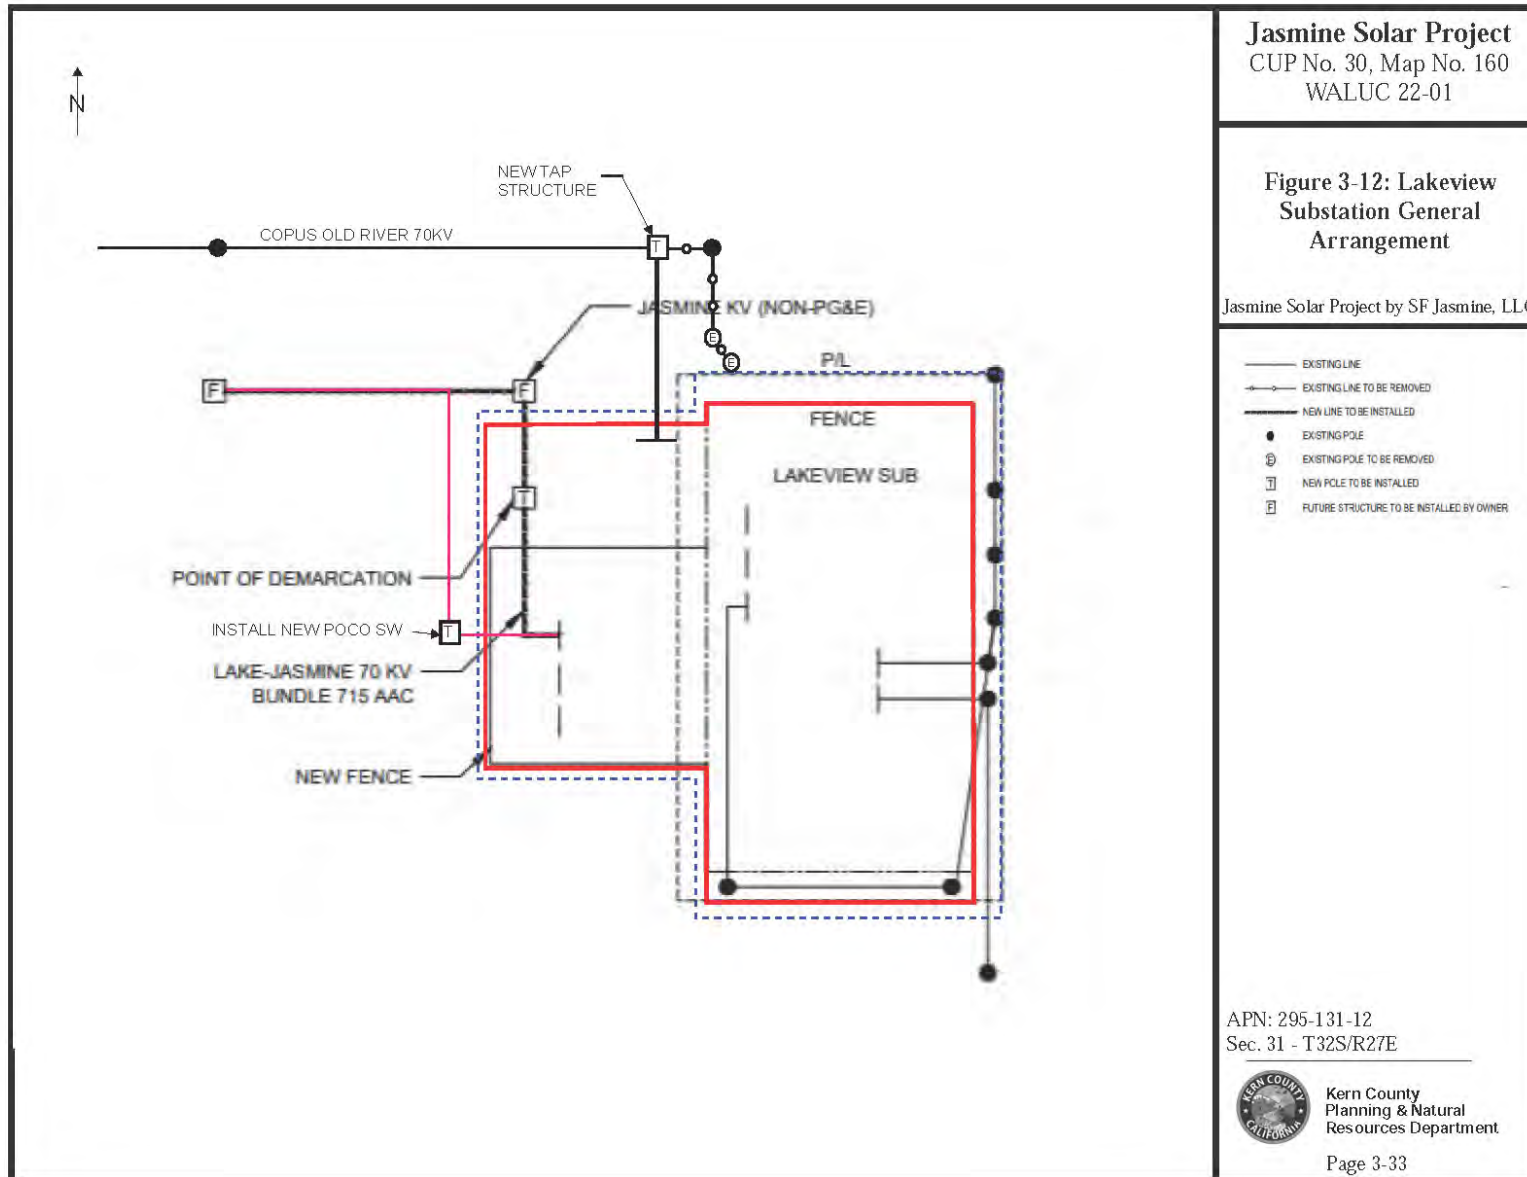 N
NEW TAP
STRUCTURE
COPUS OLD RIVER 70KV
T
JASMINE KV (NON-PG&E)
E
E
P/L
F
F
FENCE
LAKEVIEW SUB
T
POINT OF DEMARCATION
INSTALL NEW POCO SW
T
LAKE-JASMINE 70 KV
BUNDLE 715 AAC
NEW FENCE
Jasmine Solar Project
CUP No. 30, Map No. 160
WALUC 22-01
Figure 3-12: Lakeview
Substation General
Arrangement
Jasmine Solar Project by SF Jasmine, LLC
EXISTING LINE
EXISTING LINE TO BE REMOVED
NEW LINE TO BE INSTALLED
EXISTING POLE
E EXISTING POLE TO BE REMOVED
T NEW POLE TO BE INSTALLED
F FUTURE STRUCTURE TO BE INSTALLED BY OWNER
APN: 295-131-12
Sec. 31 - T32S/R27E
KERN COUNTY
CALIFORNIA
Kern County
Planning & Natural
Resources Department
Page 3-33